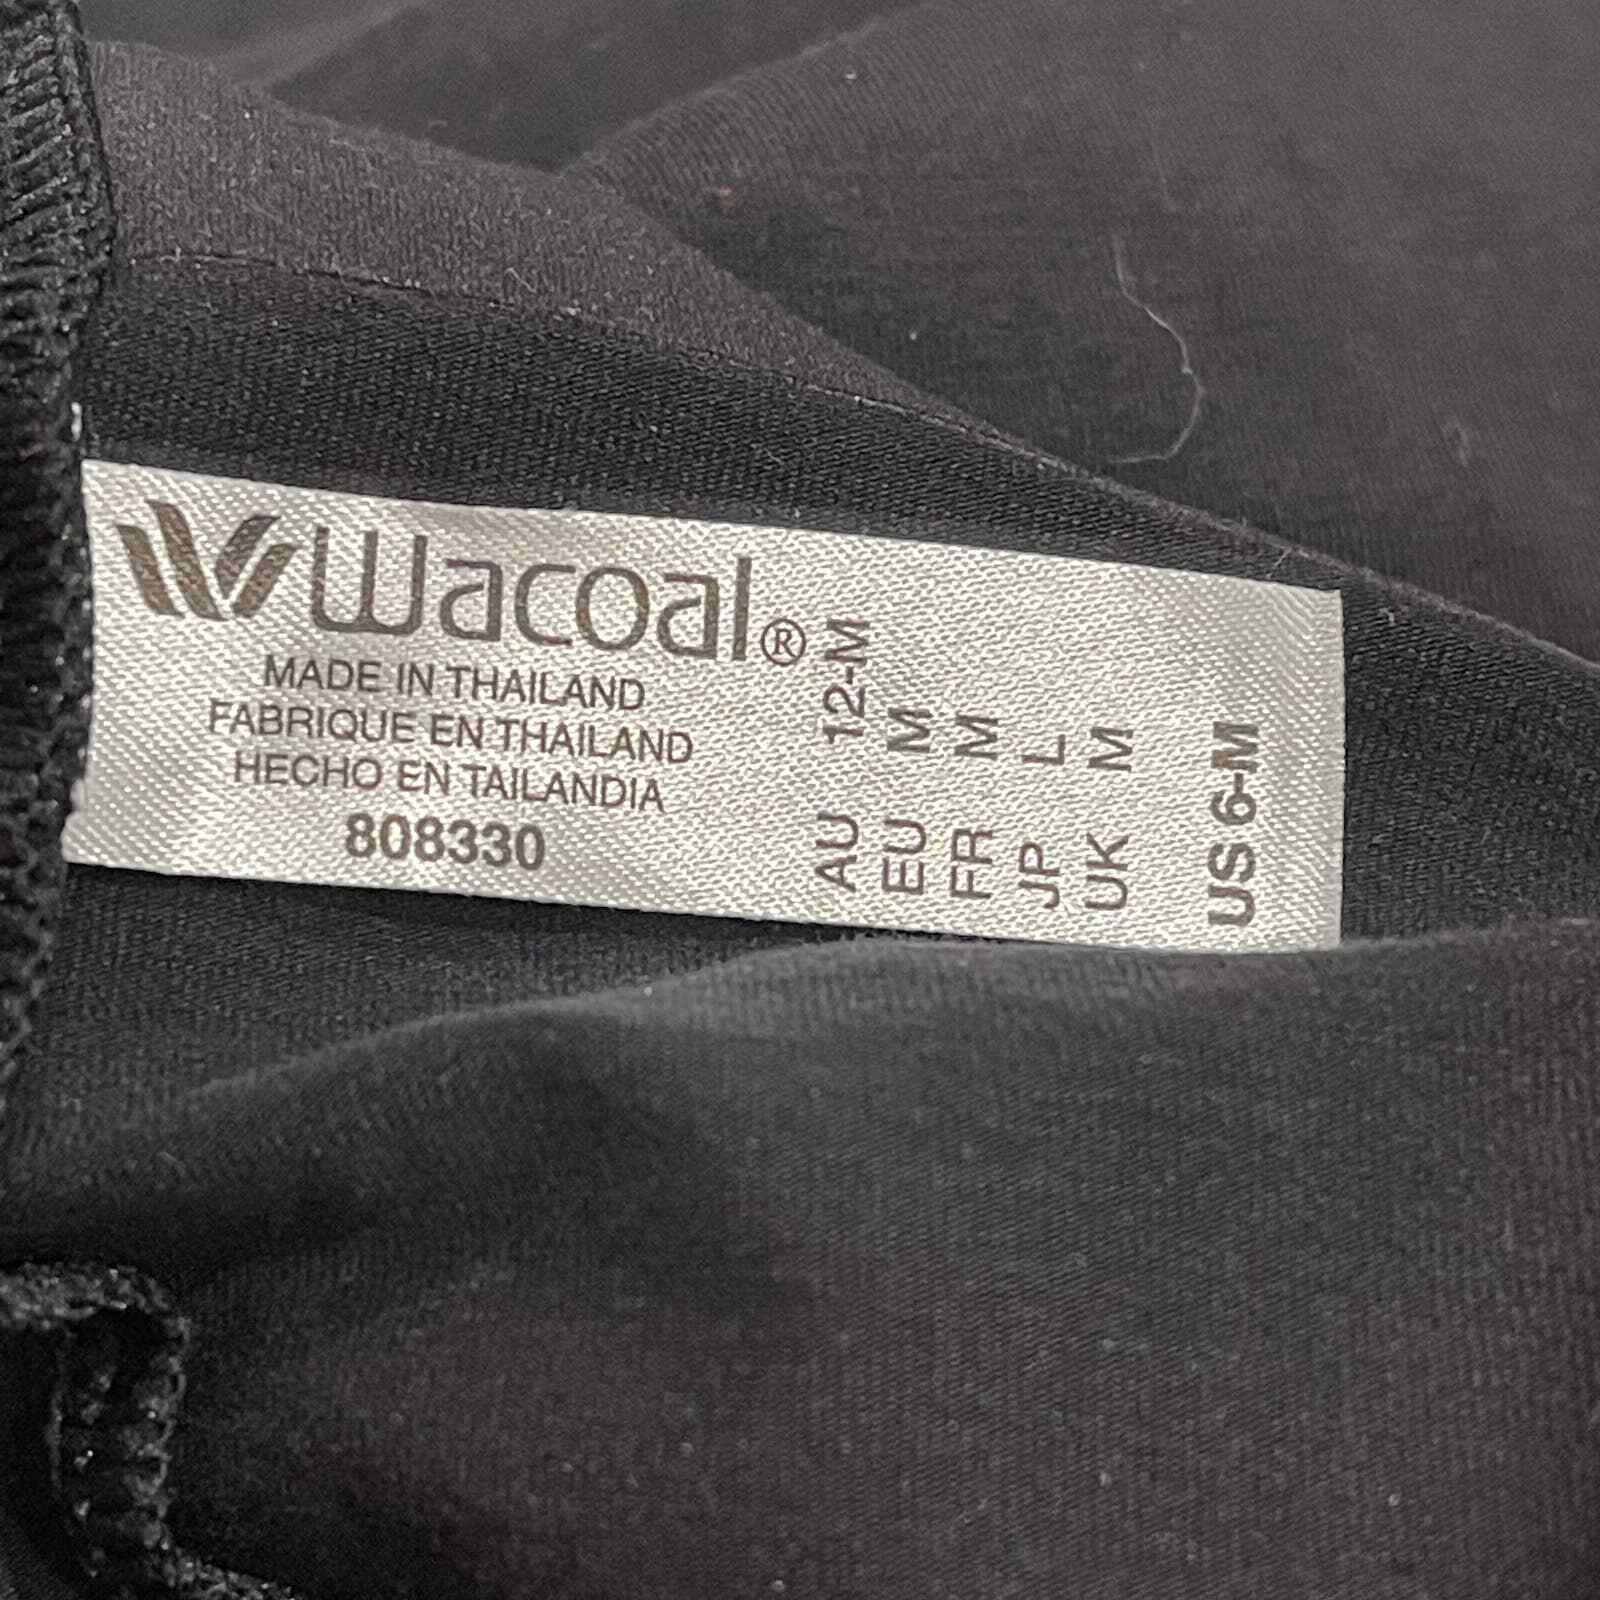 Wacoal®
MADE IN THAILAND
FABRIQUE EN THAILAND
HECHO EN TAILANDIA
808330
AU 12-M
EU M
FR M
JP L
UK M
US 6-M